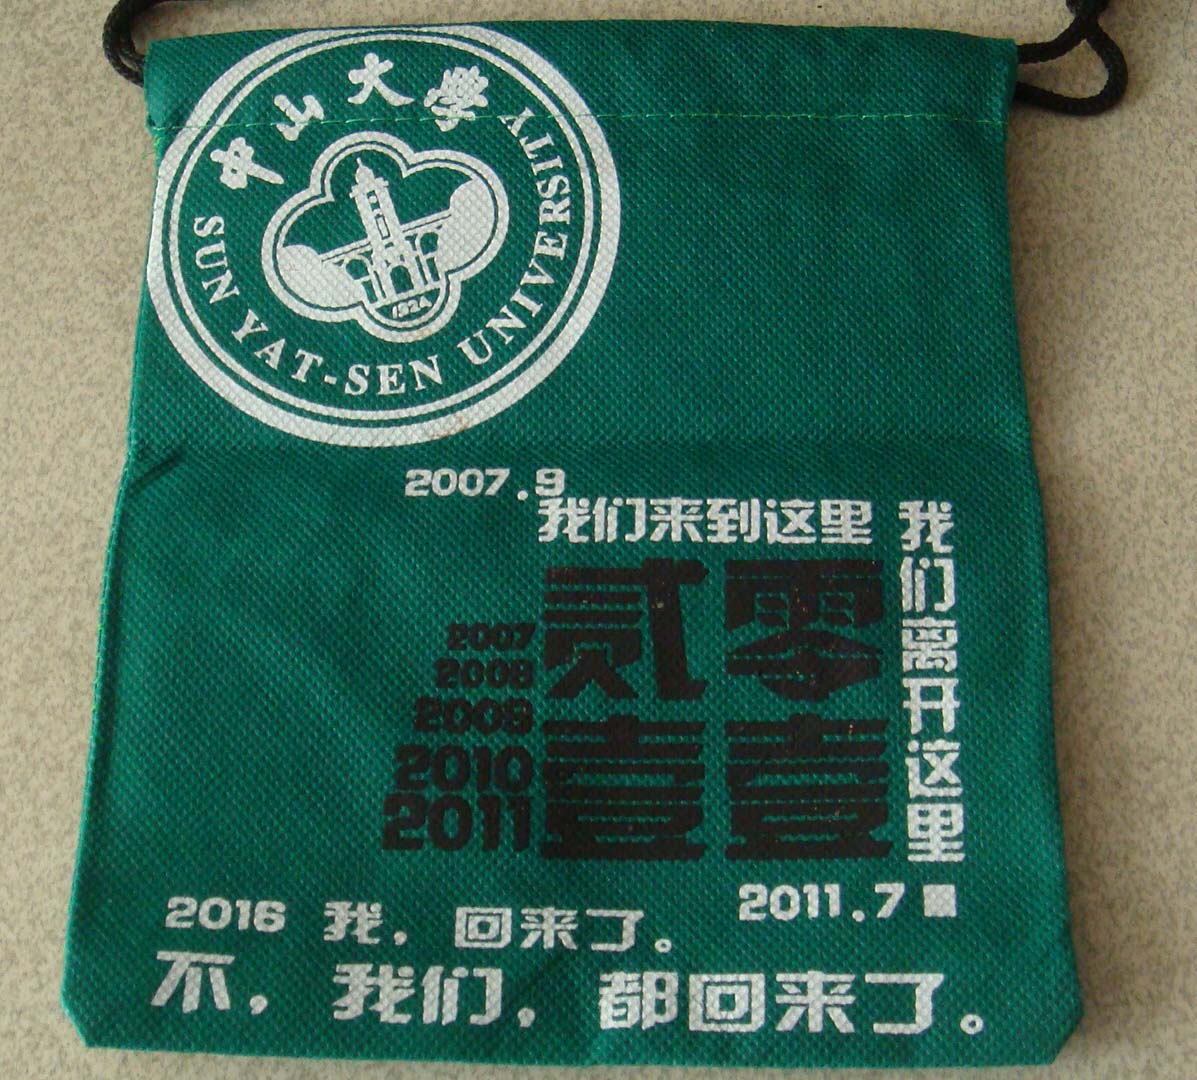 中山大學
SUN YAT-SEN UNIVERSITY
1924
2007.9
我们来到这里
我们离开这里
贰零
壹壹
2007
2008
2009
2010
2011
2011.7
2016 我，回来了。
不，我们，都回来了。